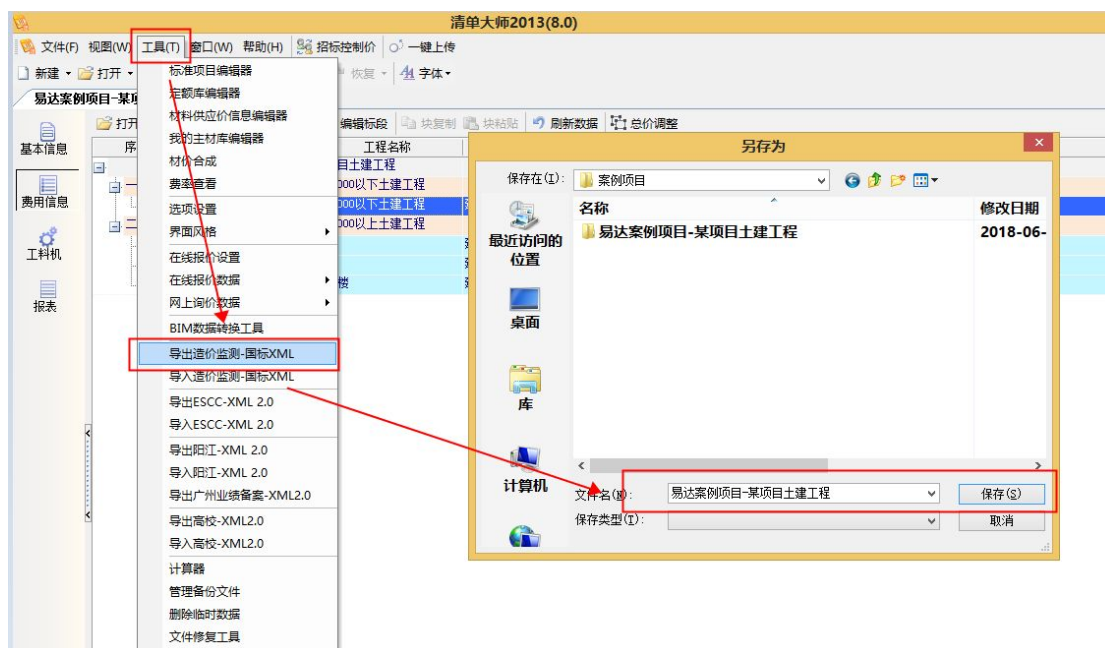 清单大师2013(8.0)
文件(F) 视图(W) 工具(T) 窗口(W) 帮助(H) 招标控制价 一键上传
新建 打开 恢复 字体
易达案例项目-某项
打开 编辑标段 块复制 块粘贴 刷新数据 总价调整
基本信息
费用信息
工料机
报表
序 工程名称
目土建工程
一 000以下土建工程
000以下土建工程
二 000以上土建工程
楼
标准项目编辑器
定额库编辑器
材料供应价信息编辑器
我的主材库编辑器
材价合成
费率查看
选项设置
界面风格
在线报价设置
在线报价数据
网上询价数据
BIM数据转换工具
导出造价监测-国标XML
导入造价监测-国标XML
导出ESCC-XML 2.0
导入ESCC-XML 2.0
导出阳江-XML 2.0
导入阳江-XML 2.0
导出广州业绩备案-XML2.0
导出高校-XML2.0
导入高校-XML2.0
计算器
管理备份文件
删除临时数据
文件修复工具
另存为
保存在(I): 案例项目
名称 修改日期
易达案例项目-某项目土建工程 2018-06-
最近访问的
位置
桌面
库
计算机
文件名(N): 易达案例项目-某项目土建工程 保存(S)
保存类型(T): 取消